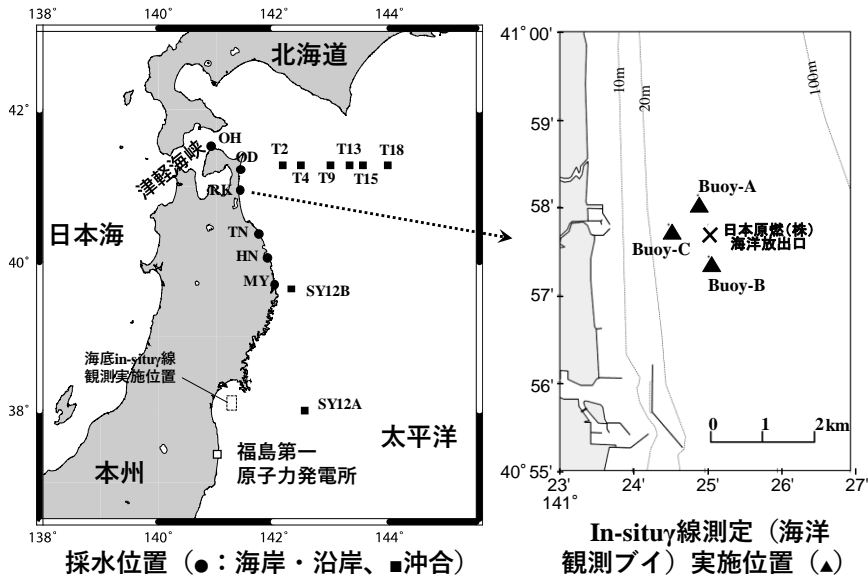 138° 140° 142° 144°
北海道
42°
OH
津軽海峡
OD
RK
T2
T13
T18
T4
T9
T15
日本海
TN
40°
HN
MY
SY12B
海底in-situγ線
観測実施位置
38°
SY12A
太平洋
福島第一
原子力発電所
本州
138° 140° 142° 144°
採水位置（●：海岸・沿岸、■沖合）
41° 00'
10m
20m
100m
59'
58'
Buoy-A
日本原燃(株)
海洋放出口
Buoy-C
Buoy-B
57'
56'
0 1 2 km
40° 55'
23' 24' 25' 26' 27'
141°
In-situγ線測定（海洋
観測ブイ）実施位置（▲）